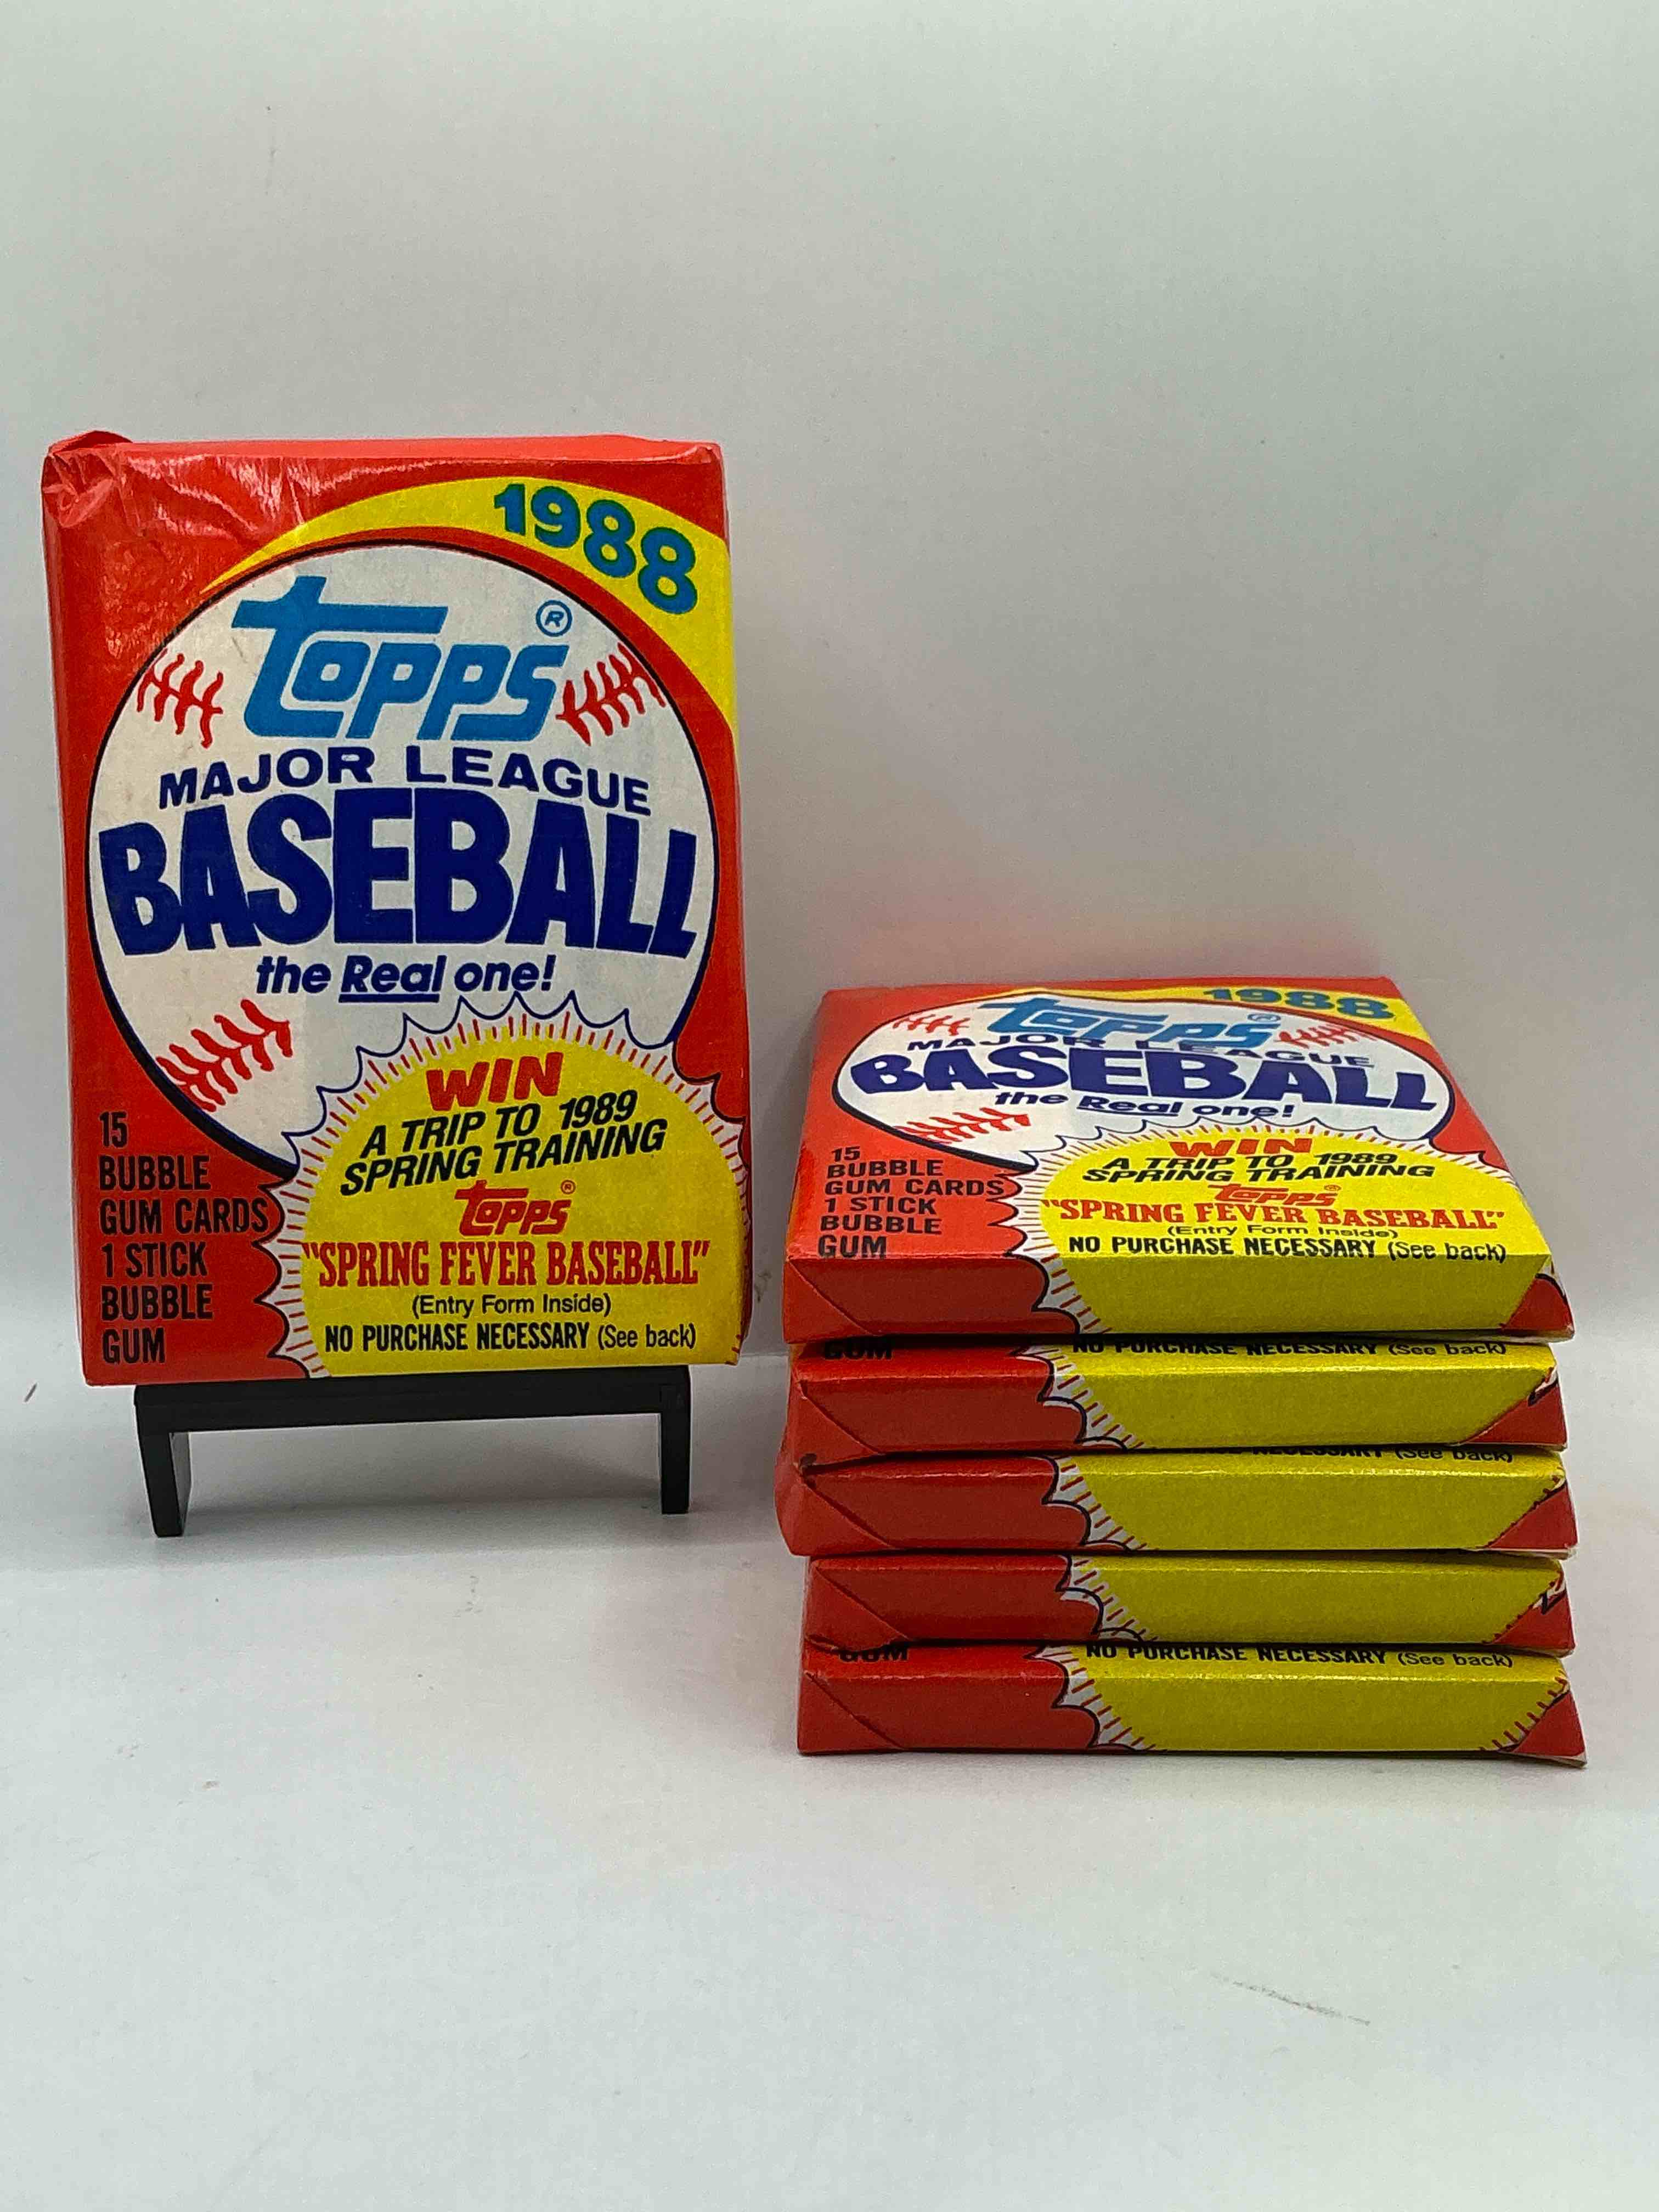 1988
Topps®
MAJOR LEAGUE
BASEBALL
the Real one!
WIN
A TRIP TO 1989
SPRING TRAINING
Topps®
"SPRING FEVER BASEBALL"
(Entry Form Inside)
NO PURCHASE NECESSARY (See back)
15
BUBBLE
GUM CARDS
1 STICK
BUBBLE
GUM
1988
Topps®
MAJOR LEAGUE
BASEBALL
the Real one!
WIN
A TRIP TO 1989
SPRING TRAINING
Topps®
"SPRING FEVER BASEBALL"
(Entry Form Inside)
NO PURCHASE NECESSARY (See back)
15
BUBBLE
GUM CARDS
1 STICK
BUBBLE
GUM
GUM NO PURCHASE NECESSARY (See back)
NECESSARY (See back)
GUM NO PURCHASE NECESSARY (See back)